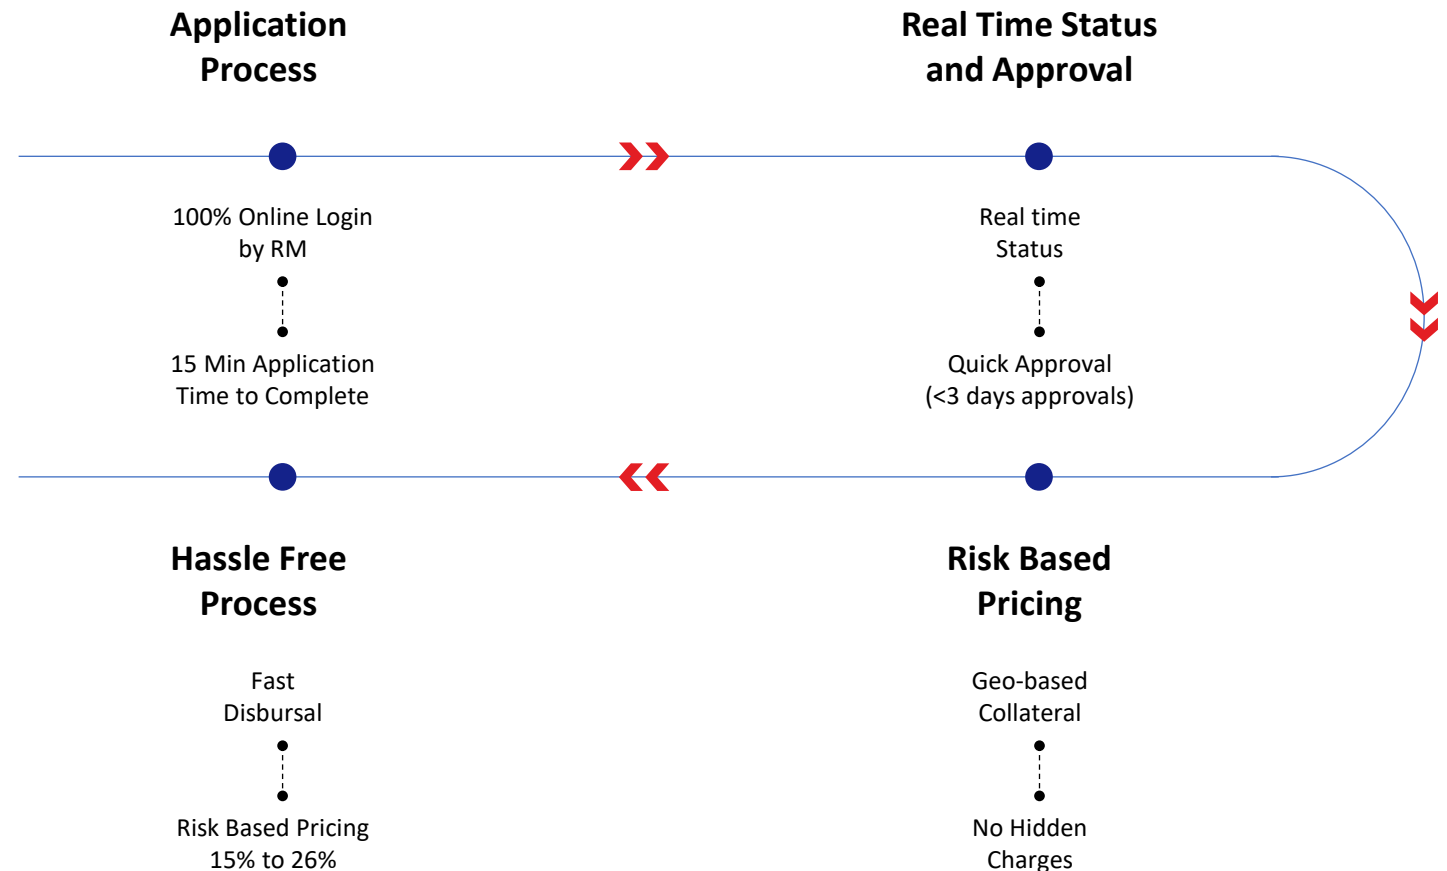 Application
Process
100% Online Login
by RM
15 Min Application
Time to Complete
Real Time Status
and Approval
Real time
Status
Quick Approval
(<3 days approvals)
Risk Based
Pricing
Geo-based
Collateral
No Hidden
Charges
Hassle Free
Process
Fast
Disbursal
Risk Based Pricing
15% to 26%